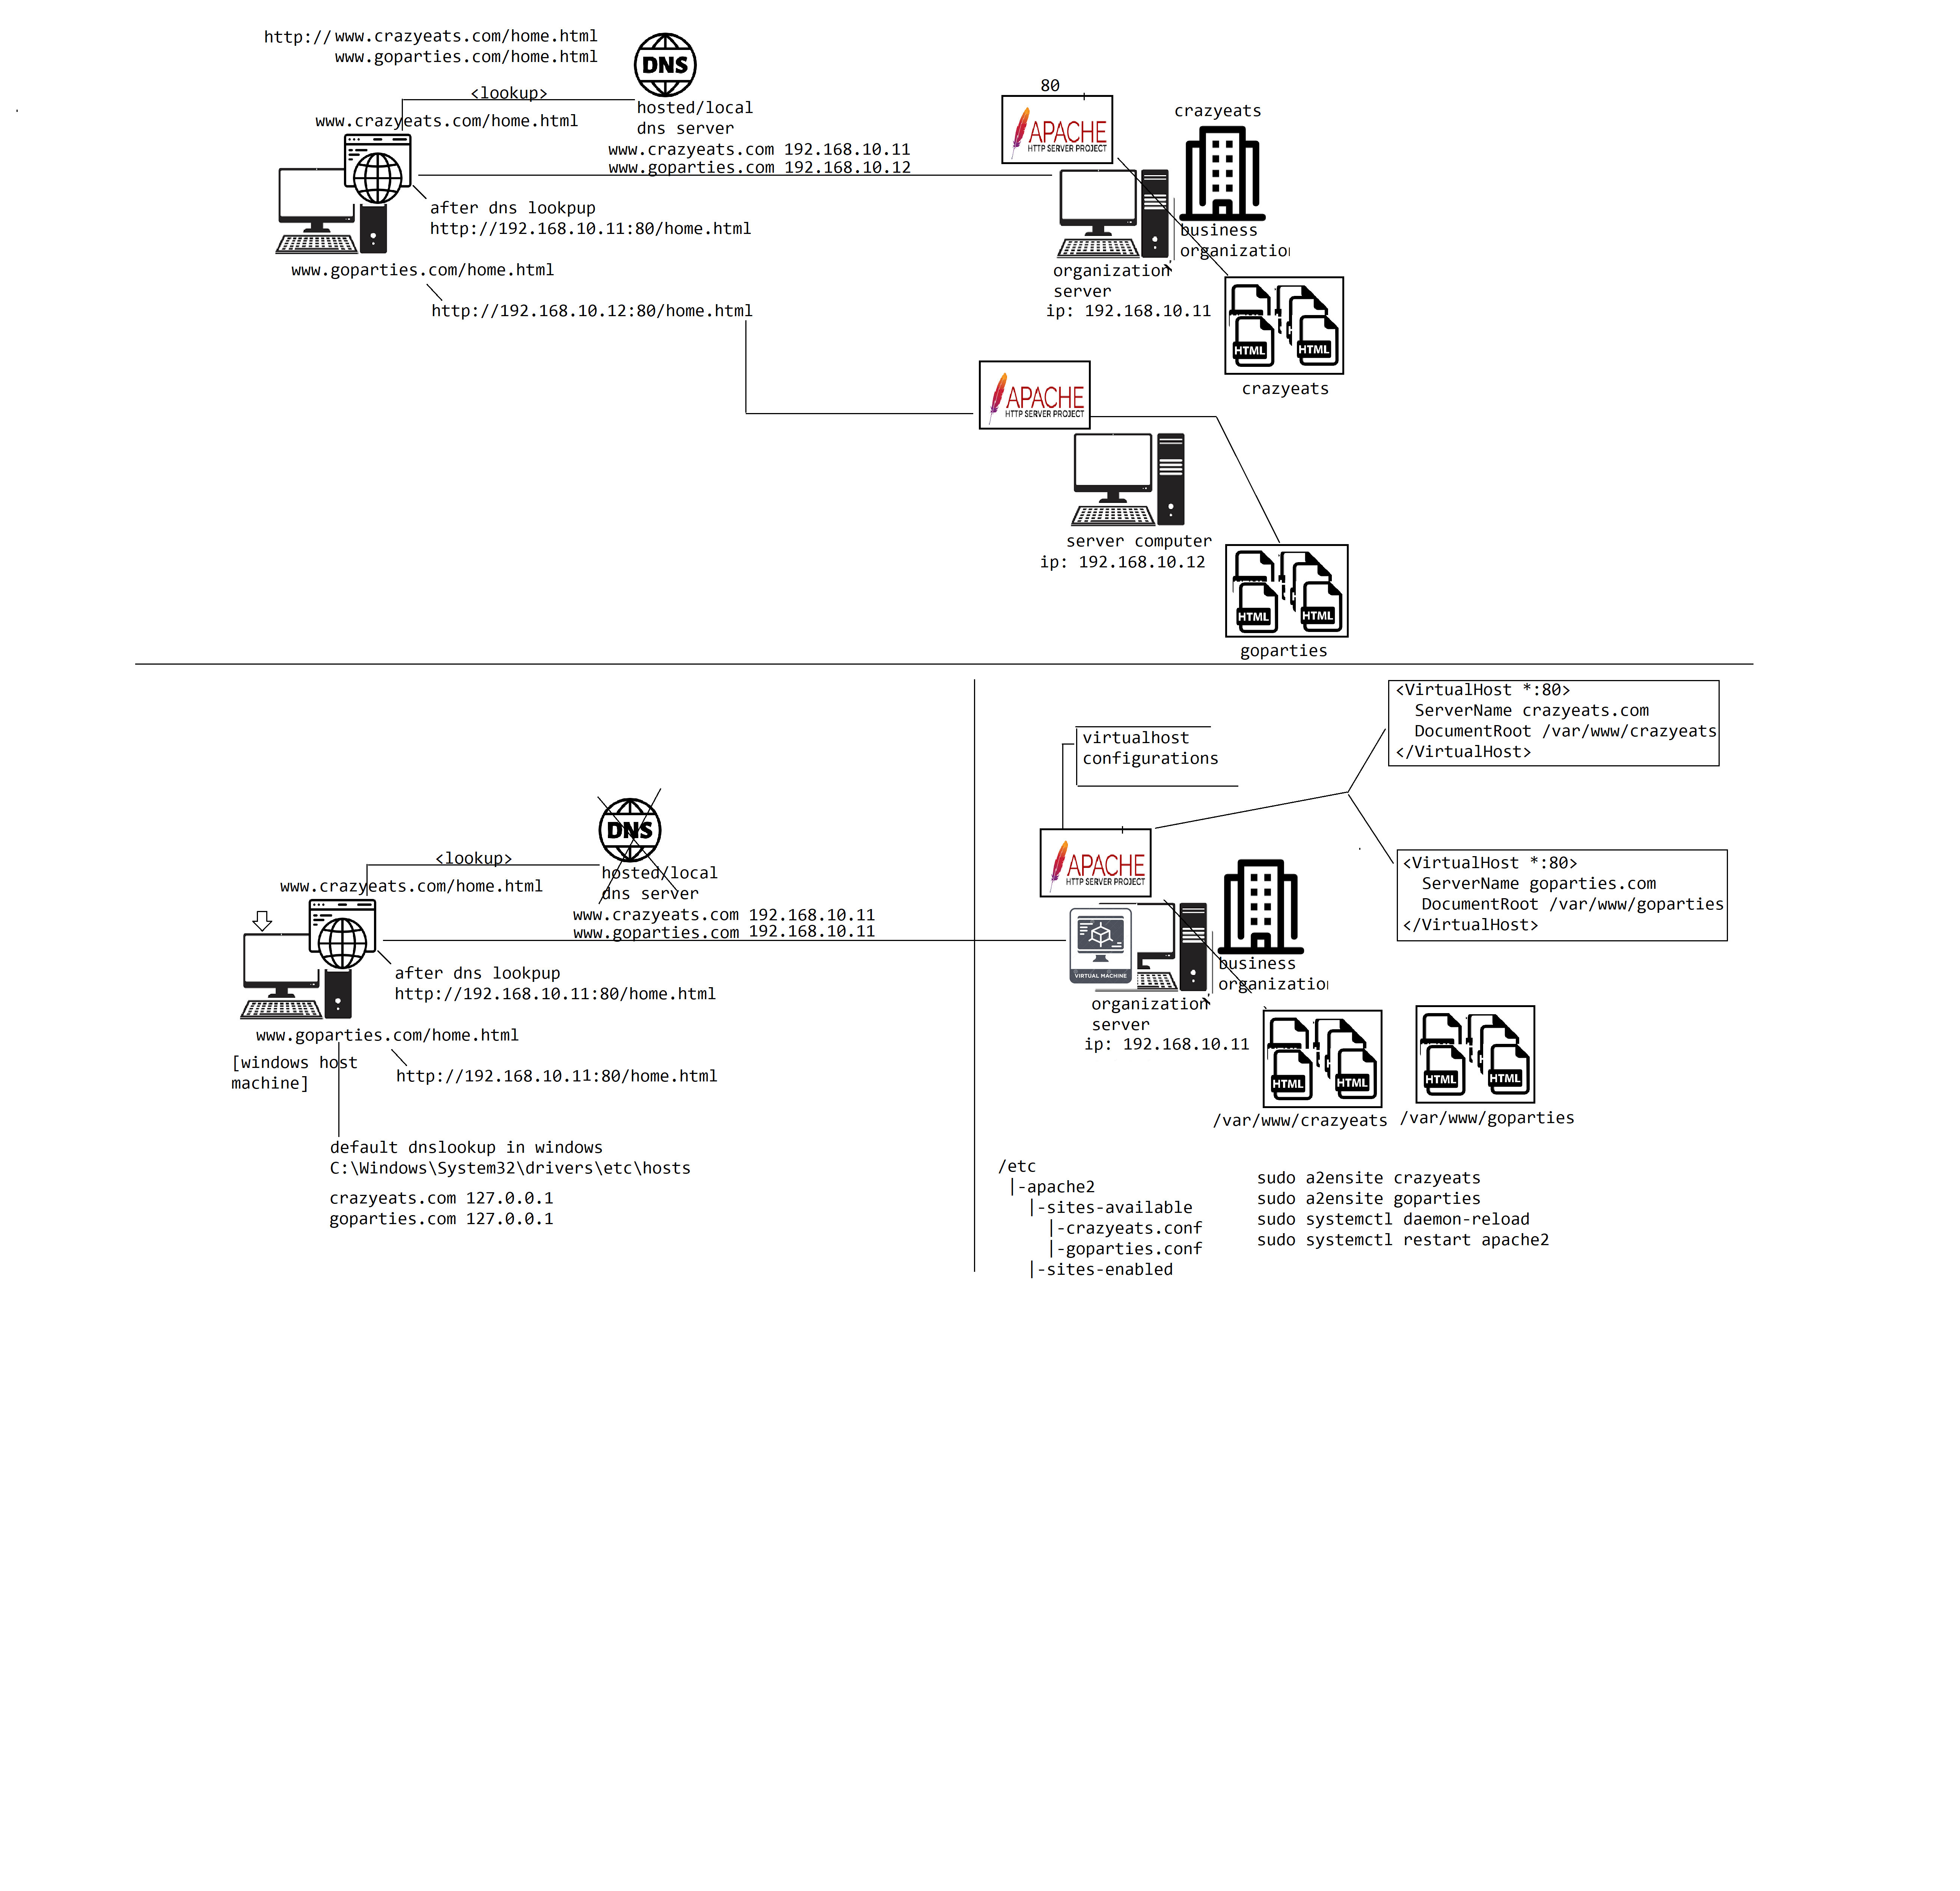 http://www.crazyeats.com/home.html
www.goparties.com/home.html
DNS
<lookup>
hosted/local
dns server
www.crazyeats.com/home.html
www.crazyeats.com 192.168.10.11
www.goparties.com 192.168.10.12
after dns lookpup
http://192.168.10.11:80/home.html
www.goparties.com/home.html
http://192.168.10.12:80/home.html
80
APACHE
HTTP SERVER PROJECT
crazyeats
business
organization
organization
server
ip: 192.168.10.11
HTML
HTML
crazyeats
APACHE
HTTP SERVER PROJECT
server computer
ip: 192.168.10.12
HTML
HTML
goparties
DNS
<lookup>
hosted/local
dns server
www.crazyeats.com/home.html
www.crazyeats.com 192.168.10.11
www.goparties.com 192.168.10.11
after dns lookpup
http://192.168.10.11:80/home.html
www.goparties.com/home.html
[windows host
machine]
http://192.168.10.11:80/home.html
default dnslookup in windows
C:\Windows\System32\drivers\etc\hosts
crazyeats.com 127.0.0.1
goparties.com 127.0.0.1
virtualhost
configurations
<VirtualHost *:80>
ServerName crazyeats.com
DocumentRoot /var/www/crazyeats
</VirtualHost>
<VirtualHost *:80>
ServerName goparties.com
DocumentRoot /var/www/goparties
</VirtualHost>
APACHE
HTTP SERVER PROJECT
VIRTUAL MACHINE
business
organization
organization
server
ip: 192.168.10.11
HTML
HTML
/var/www/crazyeats
HTML
HTML
/var/www/goparties
/etc
|-apache2
|-sites-available
|-crazyeats.conf
|-goparties.conf
|-sites-enabled
sudo a2ensite crazyeats
sudo a2ensite goparties
sudo systemctl daemon-reload
sudo systemctl restart apache2